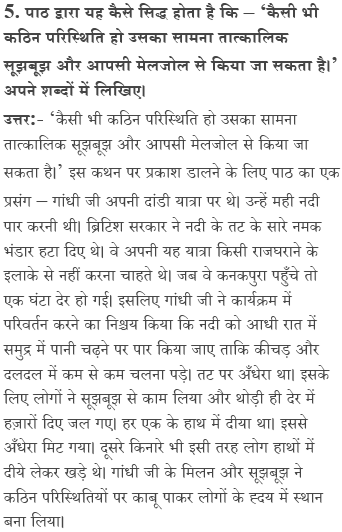 5. पाठ द्वारा यह कैसे सिद्ध होता है कि – 'कैसी भी
कठिन परिस्थिति हो उसका सामना तात्कालिक
सूझबूझ और आपसी मेलजोल से किया जा सकता है।'
अपने शब्दों में लिखिए।
उत्तर:- 'कैसी भी कठिन परिस्थिति हो उसका सामना
तात्कालिक सूझबूझ और आपसी मेलजोल से किया जा
सकता है।' इस कथन पर प्रकाश डालने के लिए पाठ का एक
प्रसंग – गांधी जी अपनी दांडी यात्रा पर थे। उन्हें मही नदी
पार करनी थी। ब्रिटिश सरकार ने नदी के तट के सारे नमक
भंडार हटा दिए थे। वे अपनी यह यात्रा किसी राजघराने के
इलाके से नहीं करना चाहते थे। जब वे कनकपुरा पहुँचे तो
एक घंटा देर हो गई। इसलिए गांधी जी ने कार्यक्रम में
परिवर्तन करने का निश्चय किया कि नदी को आधी रात में
समुद्र में पानी चढ़ने पर पार किया जाए ताकि कीचड़ और
दलदल में कम से कम चलना पड़े। तट पर अँधेरा था। इसके
लिए लोगों ने सूझबूझ से काम लिया और थोड़ी ही देर में
हज़ारों दिए जल गए। हर एक के हाथ में दीया था। इससे
अँधेरा मिट गया। दूसरे किनारे भी इसी तरह लोग हाथों में
दीये लेकर खड़े थे। गांधी जी के मिलन और सूझबूझ ने
कठिन परिस्थितियों पर काबू पाकर लोगों के ह्दय में स्थान
बना लिया।